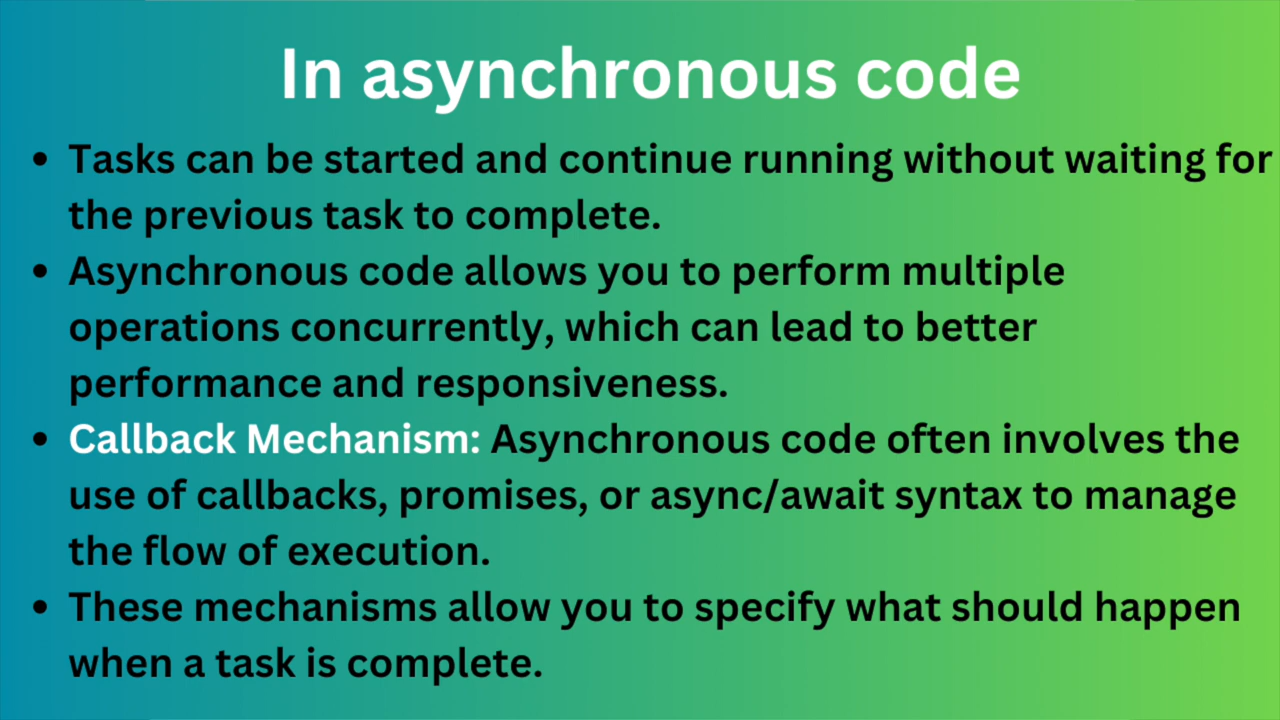 In asynchronous code
• Tasks can be started and continue running without waiting for
the previous task to complete.
• Asynchronous code allows you to perform multiple
operations concurrently, which can lead to better
performance and responsiveness.
• Callback Mechanism: Asynchronous code often involves the
use of callbacks, promises, or async/await syntax to manage
the flow of execution.
• These mechanisms allow you to specify what should happen
when a task is complete.